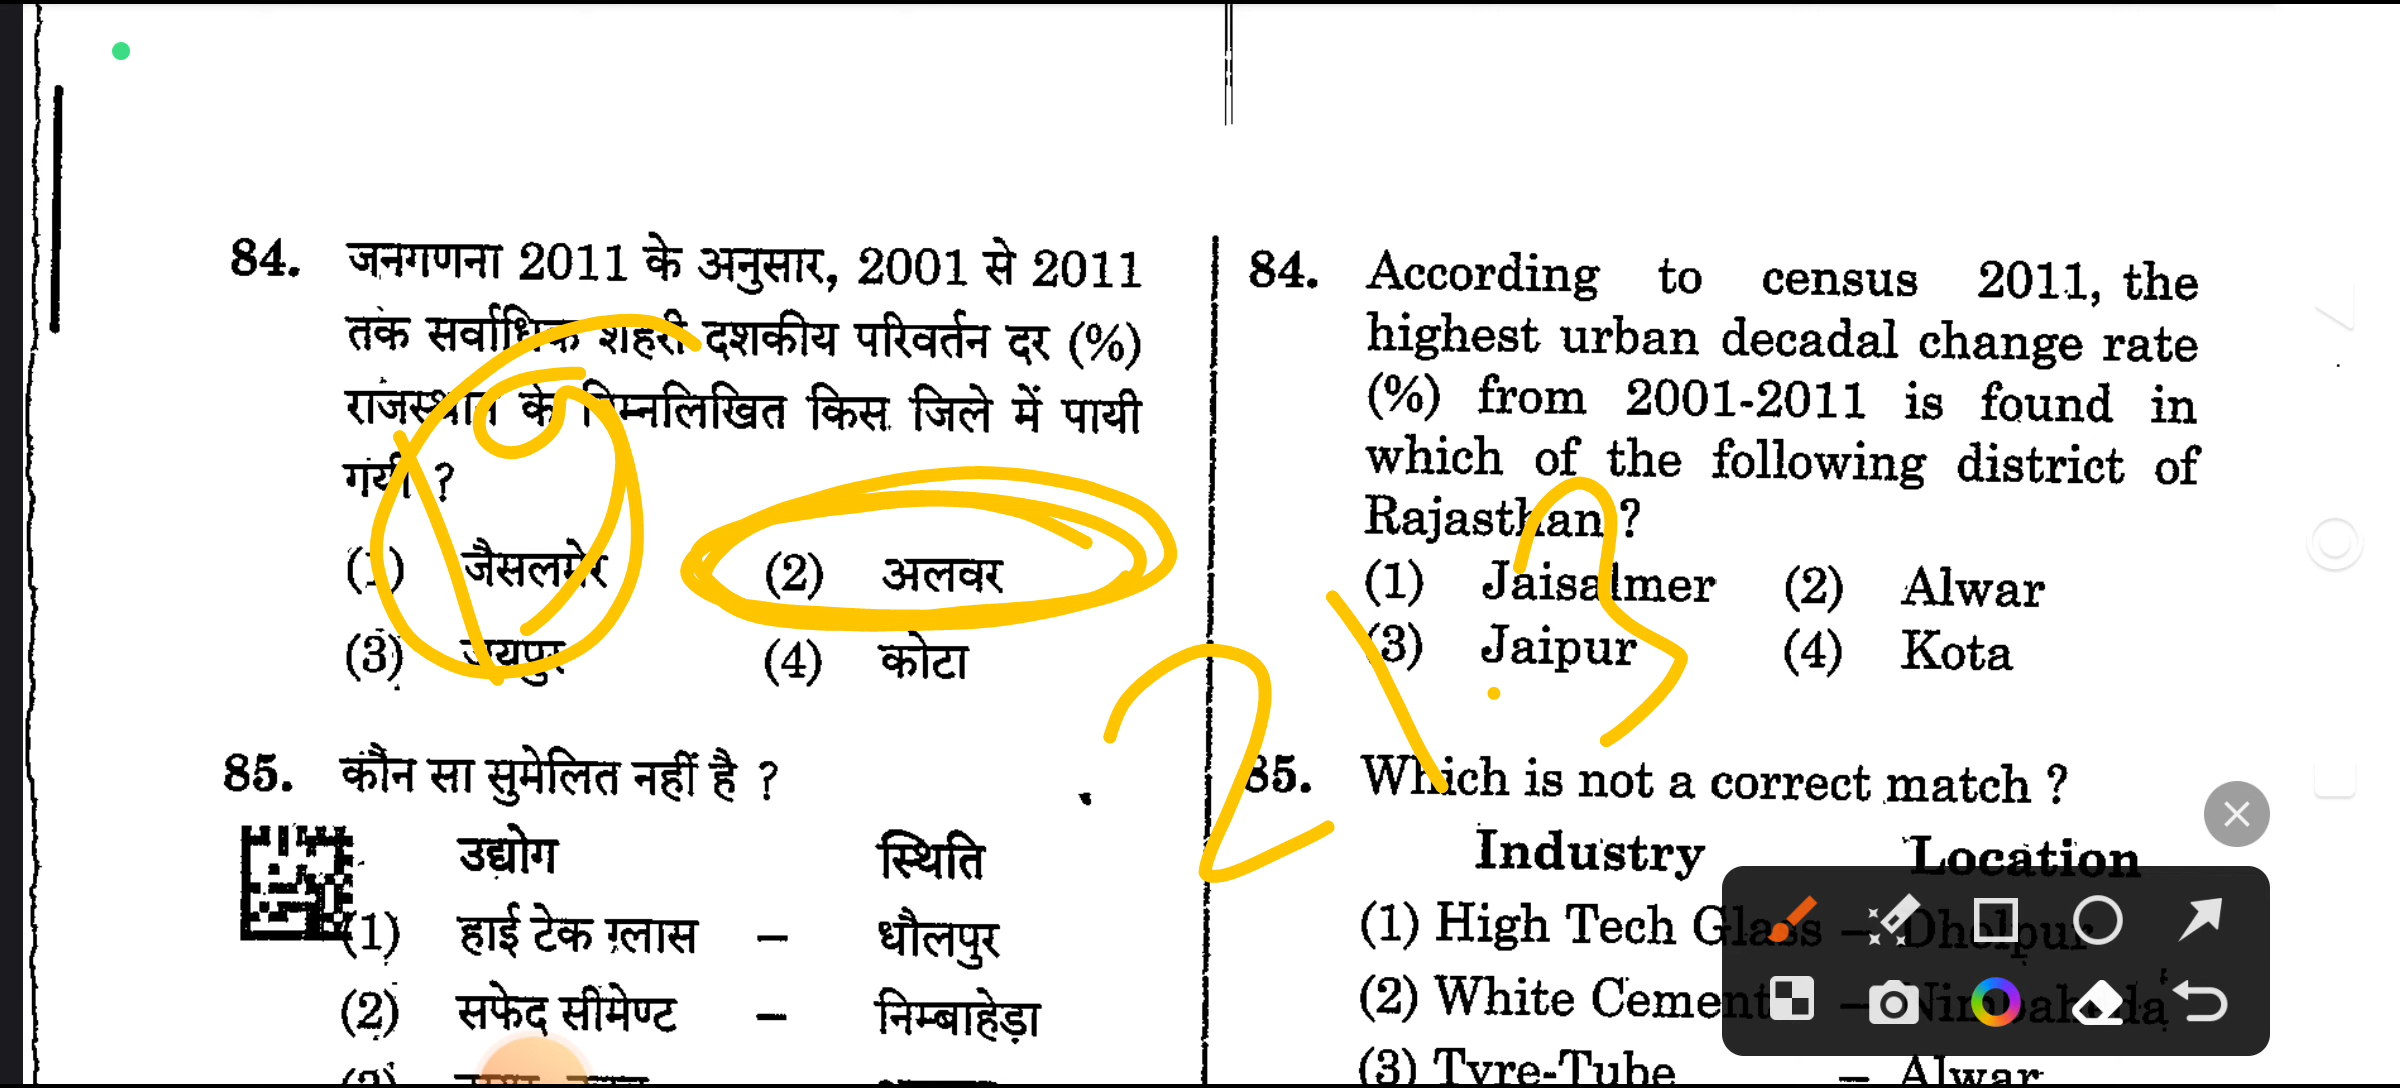 84. जनगणना 2011 के अनुसार, 2001 से 2011
तक सर्वाधिक शहरी दशकीय परिवर्तन दर (%)
राजस्थान के निम्नलिखित किस जिले में पायी
गयी ?
(1) जैसलमेर (2) अलवर
(3) जयपुर (4) कोटा
85. कौन सा सुमेलित नहीं है ?
उद्योग स्थिति
(1) हाई टेक ग्लास – धौलपुर
(2) सफेद सीमेण्ट – निम्बाहेड़ा
84. According to census 2011, the
highest urban decadal change rate
(%) from 2001-2011 is found in
which of the following district of
Rajasthan ?
(1) Jaisalmer (2) Alwar
(3) Jaipur (4) Kota
85. Which is not a correct match ?
Industry Location
(1) High Tech Glass – Dholpur
(2) White Cement – Nimbaheda
(3) Tyre-Tube – Alwar